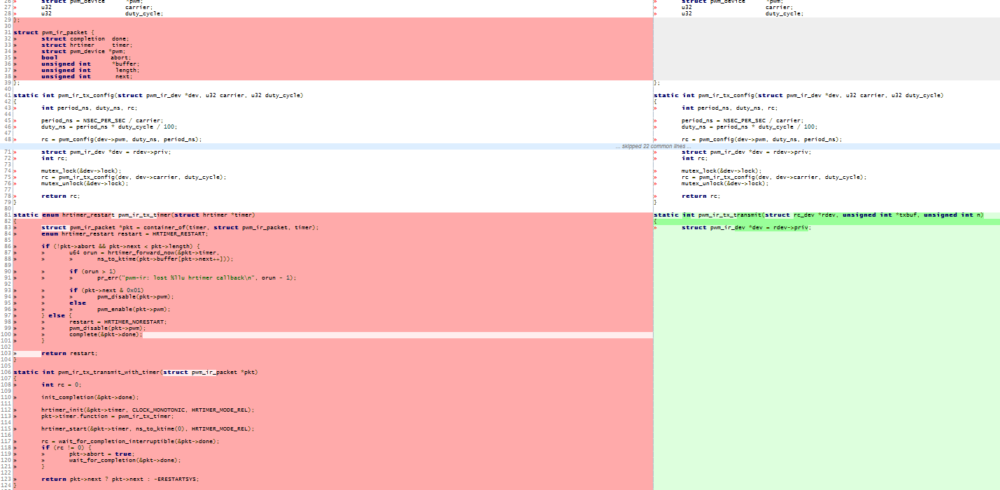 26 » struct pwm_device *pwm; » struct pwm_device *pwm;
27 » u32 carrier; » u32 carrier;
28 » u32 duty_cycle; » u32 duty_cycle;
29 };
30
31 struct pwm_ir_packet {
32 » struct completion done;
33 » struct hrtimer timer;
34 » struct pwm_device *pwm;
35 » bool abort;
36 » unsigned int *buffer;
37 » unsigned int length;
38 » unsigned int next;
39 }; };
40
41 static int pwm_ir_tx_config(struct pwm_ir_dev *dev, u32 carrier, u32 duty_cycle) static int pwm_ir_tx_config(struct pwm_ir_dev *dev, u32 carrier, u32 duty_cycle)
42 { {
43 » int period_ns, duty_ns, rc; » int period_ns, duty_ns, rc;
44
45 » period_ns = NSEC_PER_SEC / carrier; » period_ns = NSEC_PER_SEC / carrier;
46 » duty_ns = period_ns * duty_cycle / 100; » duty_ns = period_ns * duty_cycle / 100;
47
48 » rc = pwm_config(dev->pwm, duty_ns, period_ns); » rc = pwm_config(dev->pwm, duty_ns, period_ns);
... skipped 22 common lines ...
71 » struct pwm_ir_dev *dev = rdev->priv; » struct pwm_ir_dev *dev = rdev->priv;
72 » int rc; » int rc;
73
74 » mutex_lock(&dev->lock); » mutex_lock(&dev->lock);
75 » rc = pwm_ir_tx_config(dev, dev->carrier, duty_cycle); » rc = pwm_ir_tx_config(dev, dev->carrier, duty_cycle);
76 » mutex_unlock(&dev->lock); » mutex_unlock(&dev->lock);
77
78 » return rc; » return rc;
79 } }
80
81 static enum hrtimer_restart pwm_ir_tx_timer(struct hrtimer *timer) static int pwm_ir_tx_transmit(struct rc_dev *rdev, unsigned int *txbuf, unsigned int n)
82 { {
83 » struct pwm_ir_packet *pkt = container_of(timer, struct pwm_ir_packet, timer); » struct pwm_ir_dev *dev = rdev->priv;
84 » enum hrtimer_restart restart = HRTIMER_RESTART;
85
86 » if (!pkt->abort && pkt->next < pkt->length) {
87 » » u64 orun = hrtimer_forward_now(&pkt->timer,
88 » » » ns_to_ktime(pkt->buffer[pkt->next++]));
89
90 » » if (orun > 1)
91 » » » pr_err("pwm-ir: lost %llu hrtimer callback\n", orun - 1);
92
93 » » if (pkt->next & 0x01)
94 » » » pwm_disable(pkt->pwm);
95 » » else
96 » » » pwm_enable(pkt->pwm);
97 » } else {
98 » » restart = HRTIMER_NORESTART;
99 » » pwm_disable(pkt->pwm);
100 » » complete(&pkt->done);
101 » }
102
103 » return restart;
104 }
105
106 static int pwm_ir_tx_transmit_with_timer(struct pwm_ir_packet *pkt)
107 {
108 » int rc = 0;
109
110 » init_completion(&pkt->done);
111
112 » hrtimer_init(&pkt->timer, CLOCK_MONOTONIC, HRTIMER_MODE_REL);
113 » pkt->timer.function = pwm_ir_tx_timer;
114
115 » hrtimer_start(&pkt->timer, ns_to_ktime(0), HRTIMER_MODE_REL);
116
117 » rc = wait_for_completion_interruptible(&pkt->done);
118 » if (rc != 0) {
119 » » pkt->abort = true;
120 » » wait_for_completion(&pkt->done);
121 » }
122
123 » return pkt->next ? pkt->next : -ERESTARTSYS;
124 }